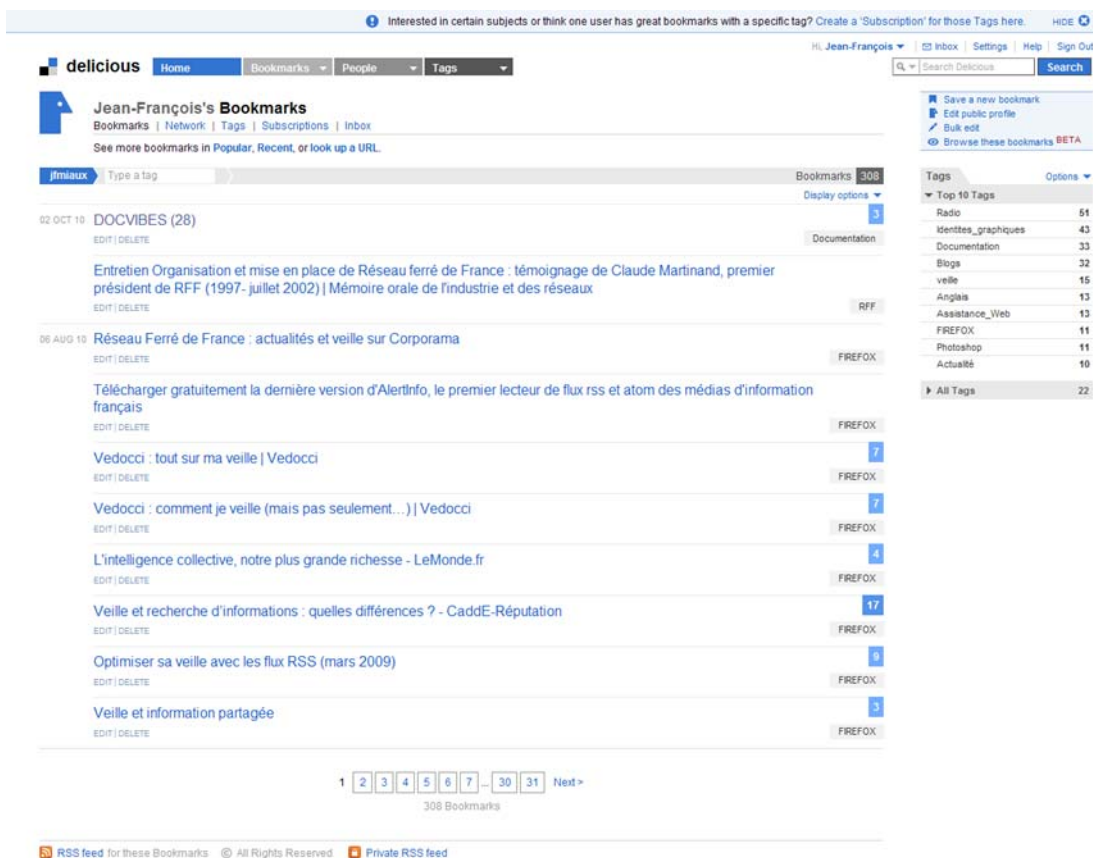 Interested in certain subjects or think one user has great bookmarks with a specific tag? Create a 'Subscription' for those Tags here. HIDE
Hi, Jean-François | Inbox | Settings | Help | Sign Out
delicious Home Bookmarks People Tags Search Delicious Search
Jean-François's Bookmarks
Bookmarks | Network | Tags | Subscriptions | Inbox
See more bookmarks in Popular, Recent, or look up a URL.
Save a new bookmark
Edit public profile
Bulk edit
Browse these bookmarks BETA
jfmiaux Type a tag Bookmarks 308
Display options
02 OCT 10 DOCVIBES (28) 3
EDIT | DELETE Documentation
Entretien Organisation et mise en place de Réseau ferré de France : témoignage de Claude Martinand, premier
président de RFF (1997- juillet 2002) | Mémoire orale de l'industrie et des réseaux
EDIT | DELETE RFF
06 AUG 10 Réseau Ferré de France : actualités et veille sur Corporama
EDIT | DELETE FIREFOX
Télécharger gratuitement la dernière version d'AlertInfo, le premier lecteur de flux rss et atom des médias d'information
français
EDIT | DELETE FIREFOX
Vedocci : tout sur ma veille | Vedocci 7
EDIT | DELETE FIREFOX
Vedocci : comment je veille (mais pas seulement…) | Vedocci 7
EDIT | DELETE FIREFOX
L'intelligence collective, notre plus grande richesse - LeMonde.fr 4
EDIT | DELETE FIREFOX
Veille et recherche d'informations : quelles différences ? - CaddE-Réputation 17
EDIT | DELETE FIREFOX
Optimiser sa veille avec les flux RSS (mars 2009) 9
EDIT | DELETE FIREFOX
Veille et information partagée 3
EDIT | DELETE FIREFOX
Tags Options
Top 10 Tags
Radio 51
Identites_graphiques 43
Documentation 33
Blogs 32
veille 15
Anglais 13
Assistance_Web 13
FIREFOX 11
Photoshop 11
Actualité 10
All Tags 22
1 2 3 4 5 6 7 ... 30 31 Next >
308 Bookmarks
RSS feed for these Bookmarks © All Rights Reserved Private RSS feed